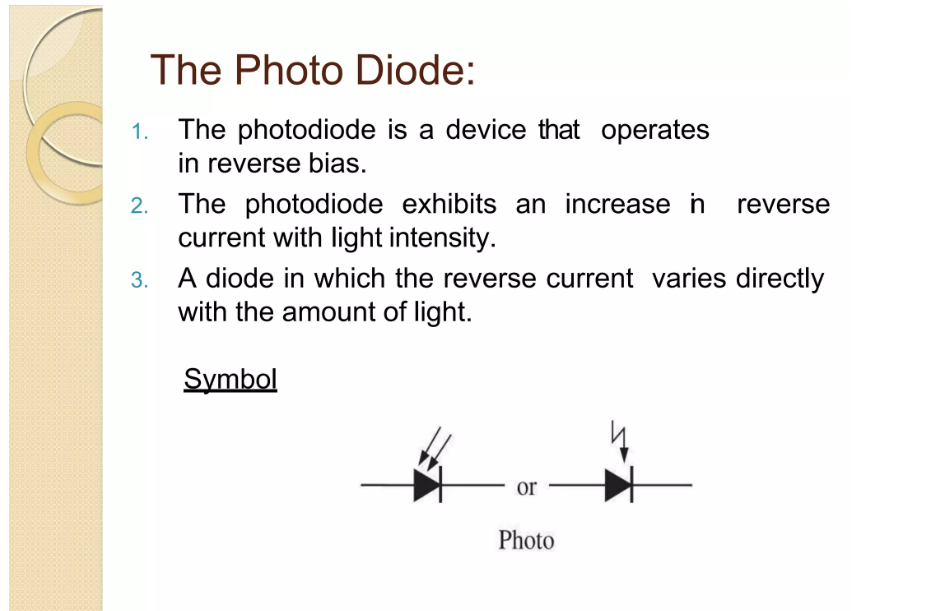 The Photo Diode:
1. The photodiode is a device that operates
in reverse bias.
2. The photodiode exhibits an increase in reverse
current with light intensity.
3. A diode in which the reverse current varies directly
with the amount of light.
Symbol
or
Photo